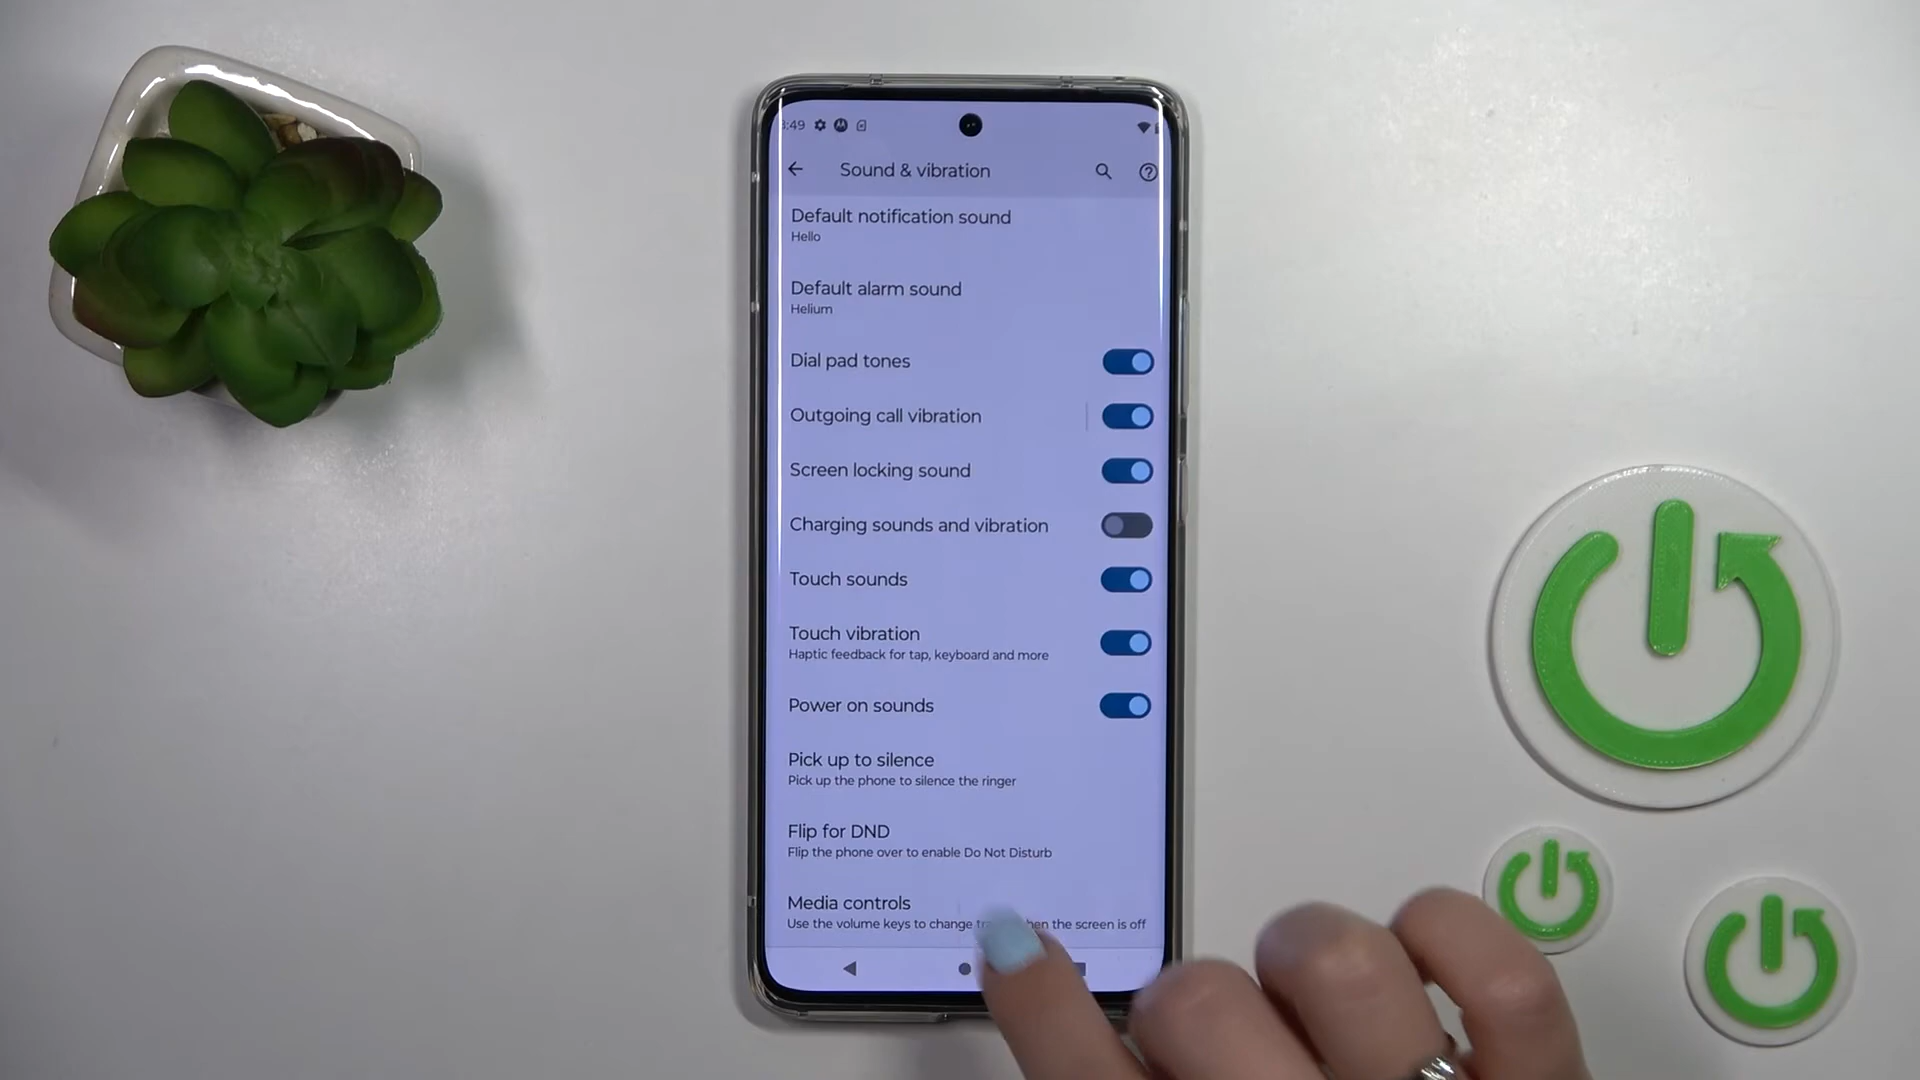 :49
Sound & vibration
Default notification sound
Hello
Default alarm sound
Helium
Dial pad tones
Outgoing call vibration
Screen locking sound
Charging sounds and vibration
Touch sounds
Touch vibration
Haptic feedback for tap, keyboard and more
Power on sounds
Pick up to silence
Pick up the phone to silence the ringer
Flip for DND
Flip the phone over to enable Do Not Disturb
Media controls
Use the volume keys to change the screen is off